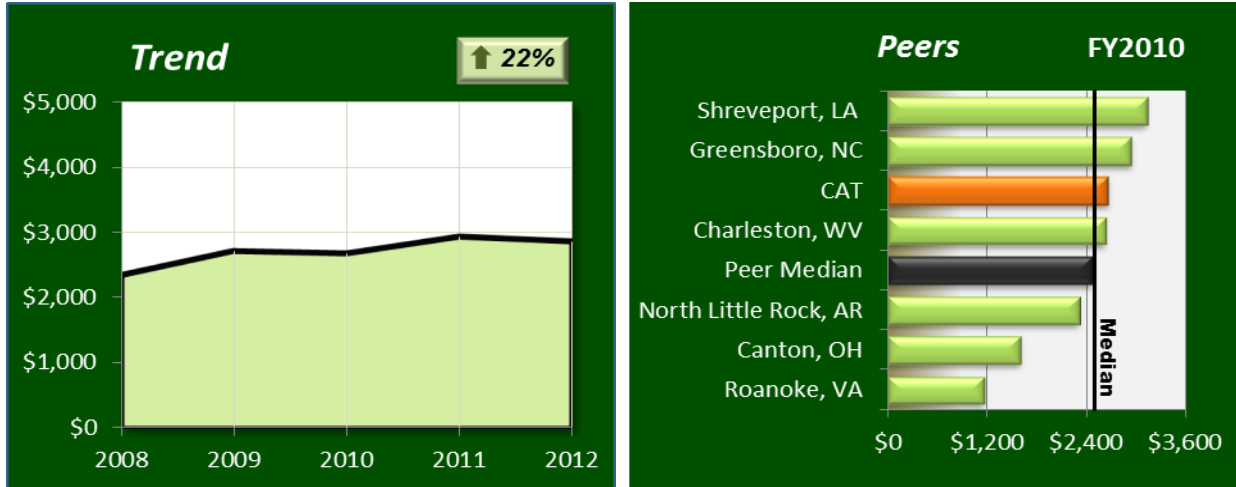 Trend
22%
$5,000
$4,000
$3,000
$2,000
$1,000
$0
2008 2009 2010 2011 2012
Peers FY2010
Shreveport, LA
Greensboro, NC
CAT
Charleston, WV
Peer Median
North Little Rock, AR
Canton, OH
Roanoke, VA
Median
$0 $1,200 $2,400 $3,600